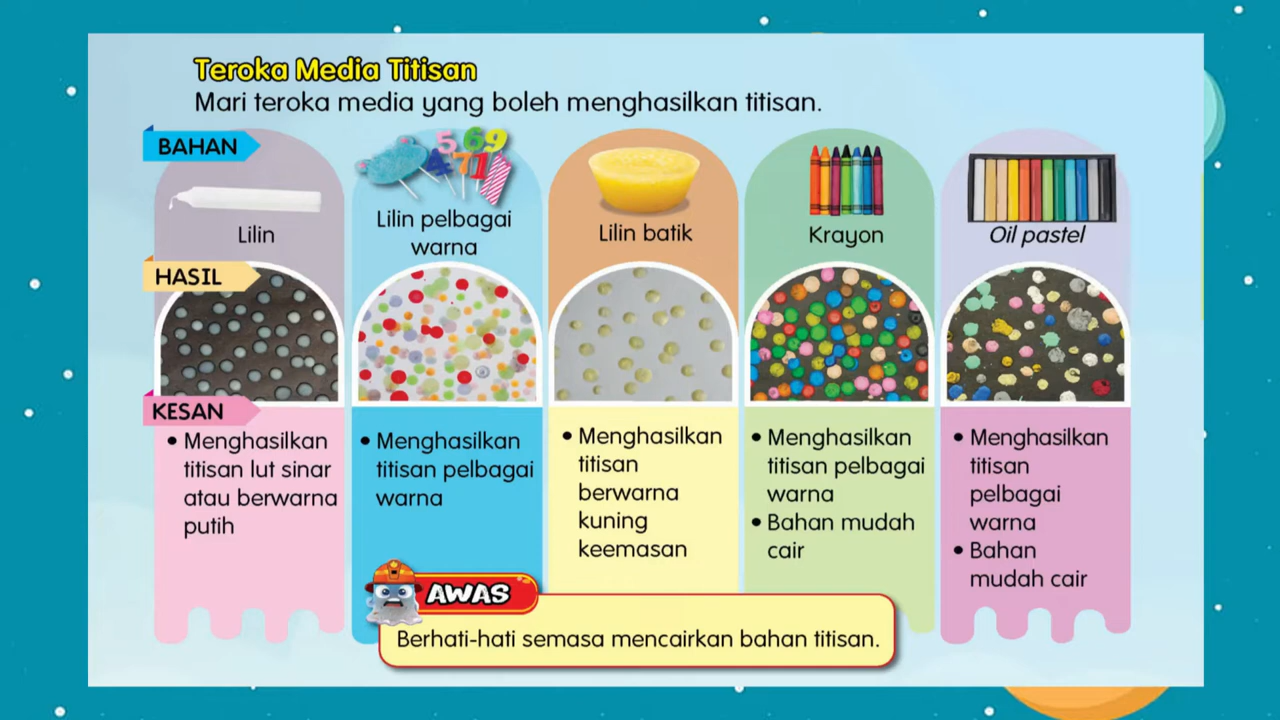 Teroka Media Titisan
Mari teroka media yang boleh menghasilkan titisan.
BAHAN
Lilin
Lilin pelbagai
warna
Lilin batik
Krayon
Oil pastel
HASIL
KESAN
• Menghasilkan
titisan lut sinar
atau berwarna
putih
• Menghasilkan
titisan pelbagai
warna
• Menghasilkan
titisan
berwarna
kuning
keemasan
• Menghasilkan
titisan pelbagai
warna
• Bahan mudah
cair
• Menghasilkan
titisan
pelbagai
warna
• Bahan
mudah cair
AWAS
Berhati-hati semasa mencairkan bahan titisan.